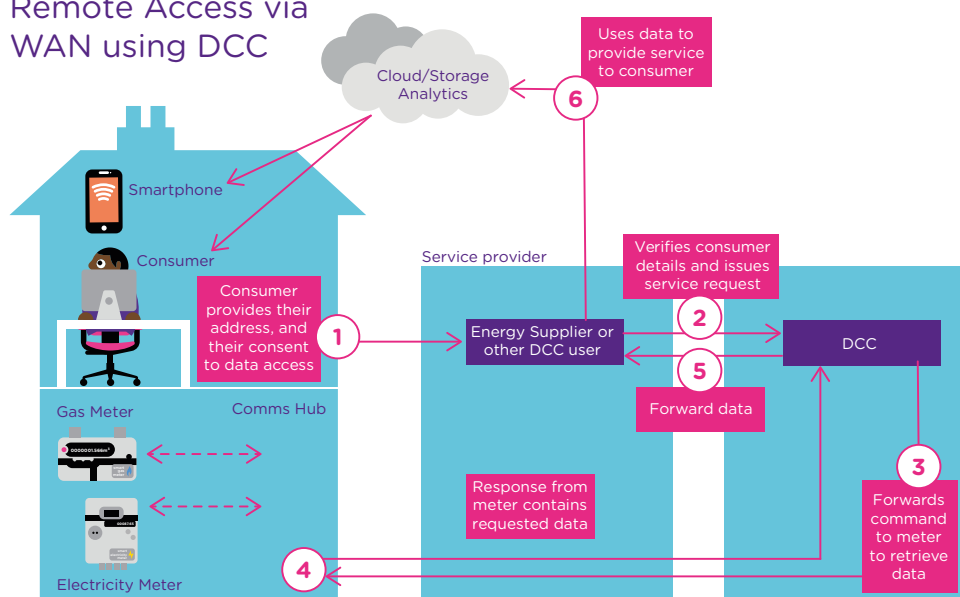 Remote Access via
WAN using DCC
Uses data to
provide service
to consumer
Cloud/Storage
Analytics
6
Smartphone
Consumer
Service provider
Verifies consumer
details and issues
service request
Consumer
provides their
address, and
their consent
to data access
1
2
Energy Supplier or
other DCC user
DCC
5
Forward data
Gas Meter
Comms Hub
0000001.566m³
3
Response from
meter contains
requested data
Forwards
command
to meter
to retrieve
data
4
Electricity Meter